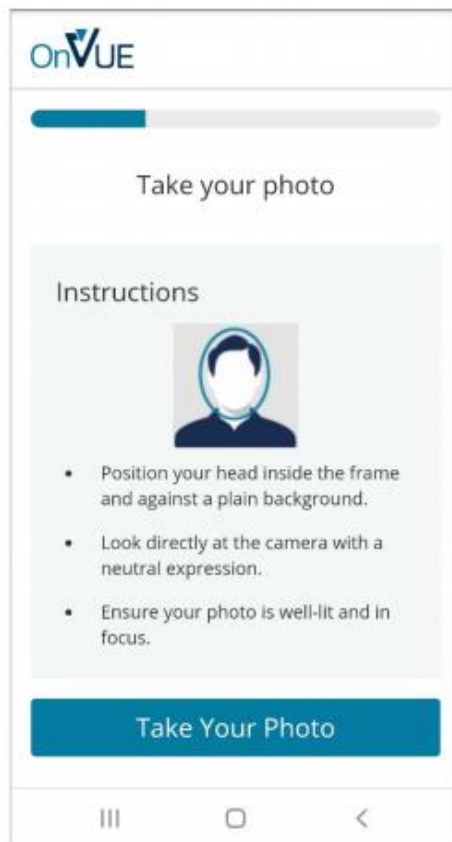 OnVUE
Take your photo
Instructions
• Position your head inside the frame
and against a plain background.
• Look directly at the camera with a
neutral expression.
• Ensure your photo is well-lit and in
focus.
Take Your Photo